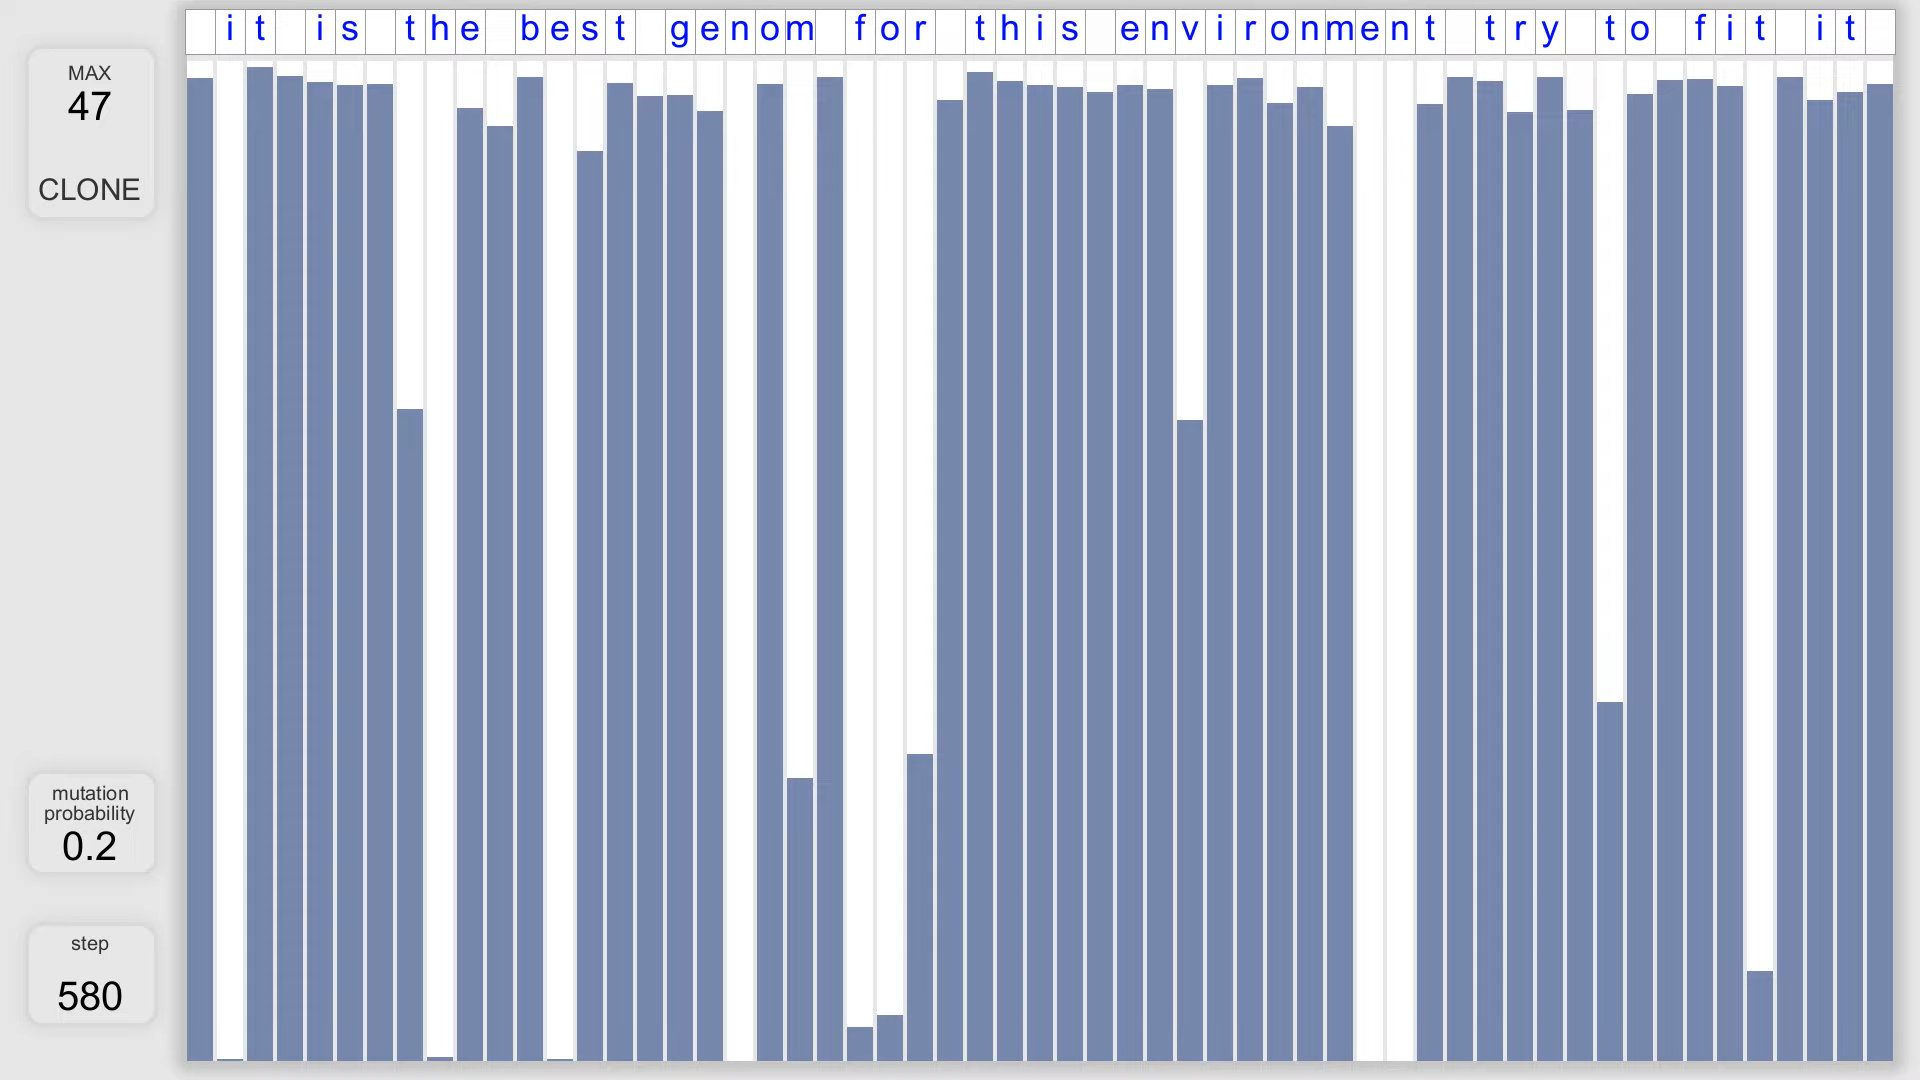 it is the best genom for this environment try to fit it
MAX
47
CLONE
mutation
probability
0.2
step
580